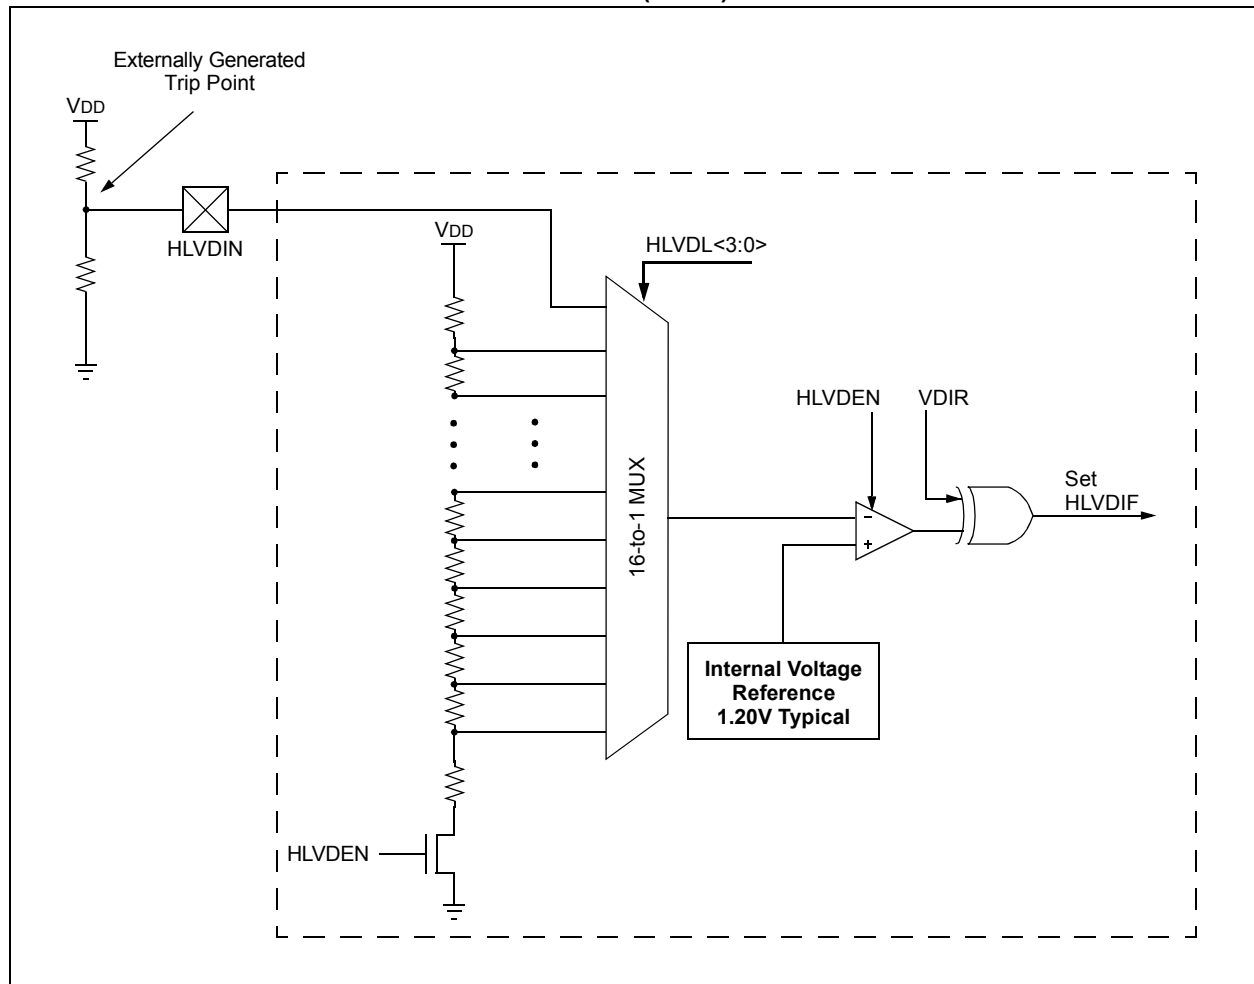 Externally Generated
Trip Point
VDD
HLVDIN
VDD
HLVDL<3:0>
16-to-1 MUX
HLVDEN
VDIR
Set
HLVDIF
-
+
Internal Voltage
Reference
1.20V Typical
HLVDEN